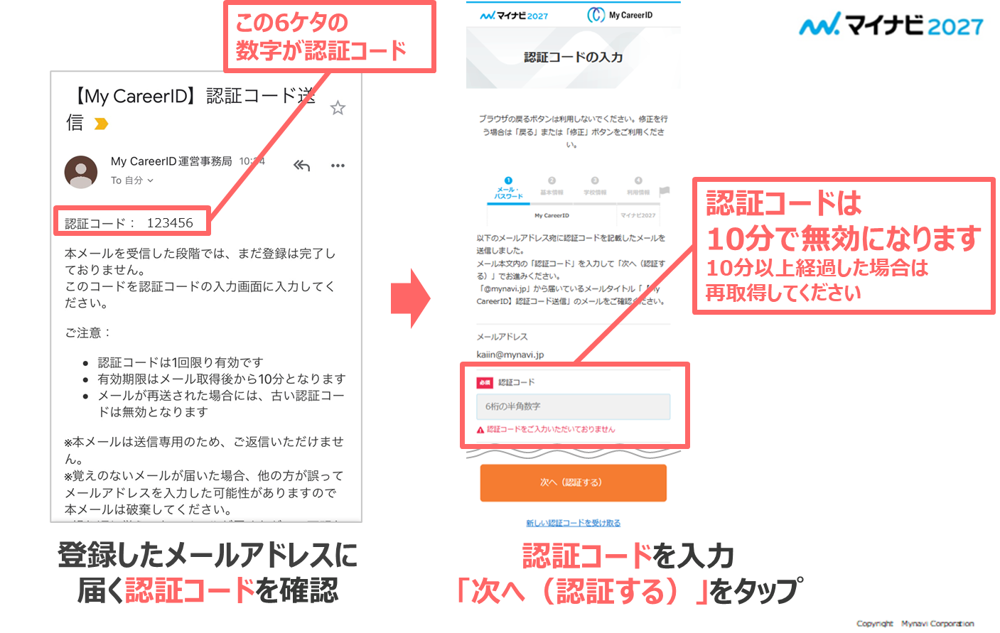 この6ケタの
数字が認証コード
【My CareerID】認証コード送
信
My CareerID運営事務局 10:24
To 自分
認証コード： 123456
本メールを受信した段階では、まだ登録は完了し
ておりません。
このコードを認証コードの入力画面に入力してく
ださい。
ご注意：
• 認証コードは1回限り有効です
• 有効期限はメール取得後から10分となります
• メールが再送された場合には、古い認証コー
ドは無効となります
※本メールは送信専用のため、ご返信いただけませ
ん。
※覚えのないメールが届いた場合、他の方が誤って
メールアドレスを入力した可能性がありますので
本メールは破棄してください。
登録したメールアドレスに
届く認証コードを確認
マイナビ2027 My CareerID
認証コードの入力
ブラウザの戻るボタンは利用しないでください。修正を行
う場合は「戻る」または「修正」ボタンをご利用くださ
い。
1 2 3 4
メール・
パスワード 基本情報 学校情報 利用情報
My CareerID マイナビ2027
以下のメールアドレス宛に認証コードを記載したメールを
送信しました。
メール本文内の「認証コード」を入力して「次へ（認証す
る）」でお進みください。
「@mynavi.jp」から届いているメールタイトル「【My
CareerID】認証コード送信」のメールをご確認ください。
メールアドレス
kaiin@mynavi.jp
必須 認証コード
6桁の半角数字
認証コードをご入力いただいておりません
次へ（認証する）
新しい認証コードを受け取る
認証コードを入力
「次へ（認証する）」をタップ
マイナビ2027
認証コードは
10分で無効になります
10分以上経過した場合は
再取得してください
Copyright Mynavi Corporation